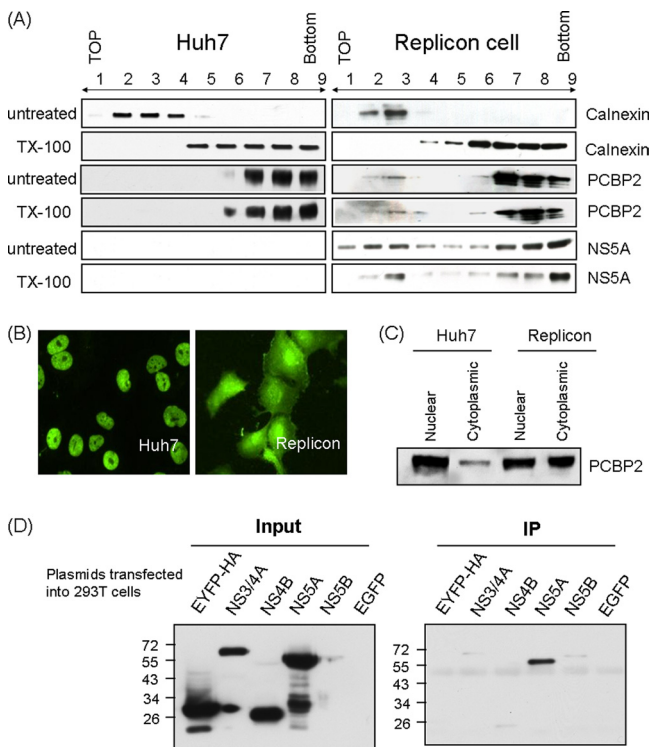 (A)
Huh7
Replicon cell
TOP
Bottom
TOP
Bottom
1 2 3 4 5 6 7 8 9
1 2 3 4 5 6 7 8 9
untreated
Calnexin
TX-100
Calnexin
untreated
PCBP2
TX-100
PCBP2
untreated
NS5A
TX-100
NS5A
(B)
Huh7
Replicon
(C)
Huh7
Replicon
Nuclear
Cytoplasmic
Nuclear
Cytoplasmic
PCBP2
(D)
Input
IP
Plasmids transfected
into 293T cells
EYFP-HA
NS3/4A
NS4B
NS5A
NS5B
EGFP
EYFP-HA
NS3/4A
NS4B
NS5A
NS5B
EGFP
72
55
43
34
26
72
55
43
34
26